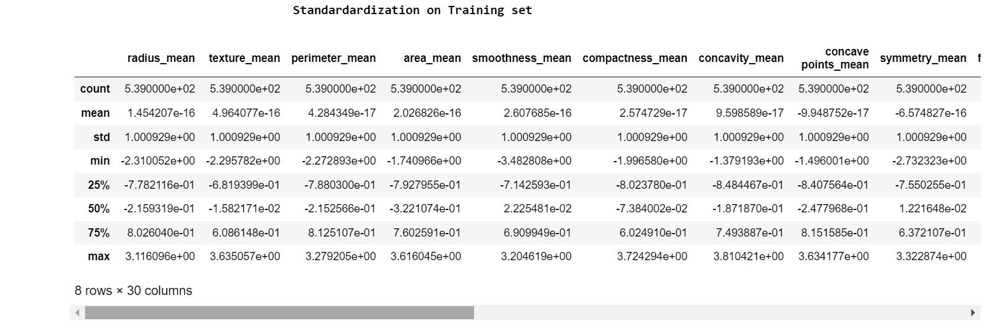 Standardardization on Training set
radius_mean texture_mean perimeter_mean area_mean smoothness_mean compactness_mean concavity_mean concave points_mean symmetry_mean f
count 5.390000e+02 5.390000e+02 5.390000e+02 5.390000e+02 5.390000e+02 5.390000e+02 5.390000e+02 5.390000e+02 5.390000e+02
mean 1.454207e-16 4.964077e-16 4.284349e-17 2.026826e-16 2.607685e-16 2.574729e-17 9.598589e-17 -9.948752e-17 -6.574827e-16
std 1.000929e+00 1.000929e+00 1.000929e+00 1.000929e+00 1.000929e+00 1.000929e+00 1.000929e+00 1.000929e+00 1.000929e+00
min -2.310052e+00 -2.295782e+00 -2.272893e+00 -1.740966e+00 -3.482808e+00 -1.996580e+00 -1.379193e+00 -1.496001e+00 -2.732323e+00
25% -7.782116e-01 -6.819399e-01 -7.880300e-01 -7.927955e-01 -7.142593e-01 -8.023780e-01 -8.484467e-01 -8.407564e-01 -7.550255e-01
50% -2.159319e-01 -1.582171e-02 -2.152566e-01 -3.221074e-01 2.225481e-02 -7.384002e-02 -1.871870e-01 -2.477968e-01 1.221648e-02
75% 8.026040e-01 6.086148e-01 8.125107e-01 7.602591e-01 6.909949e-01 6.024910e-01 7.493887e-01 8.151585e-01 6.372107e-01
max 3.116096e+00 3.635057e+00 3.279205e+00 3.616045e+00 3.204619e+00 3.724294e+00 3.810421e+00 3.634177e+00 3.322874e+00
8 rows × 30 columns